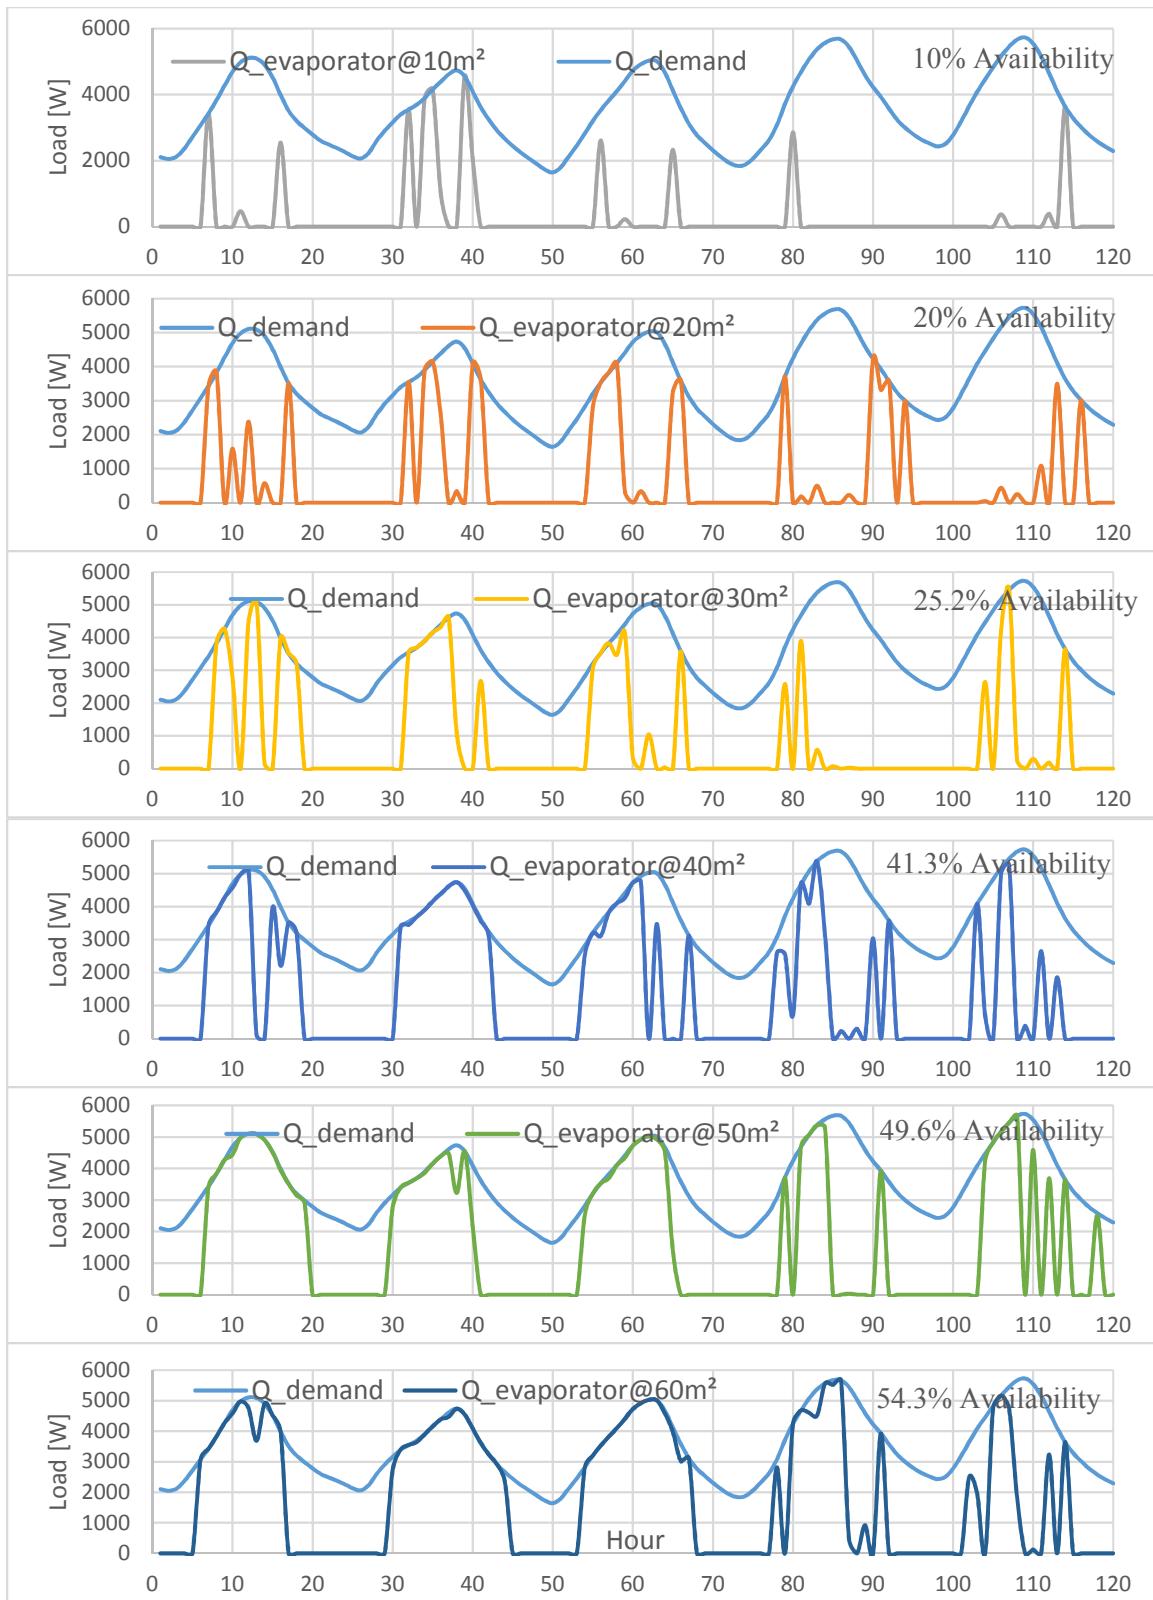 6000
Q_evaporator@10m² Q_demand 10% Availability
4000
2000
0
Load [W]
0 10 20 30 40 50 60 70 80 90 100 110 120
6000
Q_demand Q_evaporator@20m² 20% Availability
5000
4000
3000
2000
1000
0
Load [W]
0 10 20 30 40 50 60 70 80 90 100 110 120
6000
Q_demand Q_evaporator@30m² 25.2% Availability
5000
4000
3000
2000
1000
0
Load [W]
0 10 20 30 40 50 60 70 80 90 100 110 120
6000
Q_demand Q_evaporator@40m² 41.3% Availability
5000
4000
3000
2000
1000
0
Load [W]
0 10 20 30 40 50 60 70 80 90 100 110 120
6000
Q_demand Q_evaporator@50m² 49.6% Availability
5000
4000
3000
2000
1000
0
Load [W]
0 10 20 30 40 50 60 70 80 90 100 110 120
6000
Q_demand Q_evaporator@60m² 54.3% Availability
5000
4000
3000
2000
1000
0
Load [W]
Hour
0 10 20 30 40 50 60 70 80 90 100 110 120